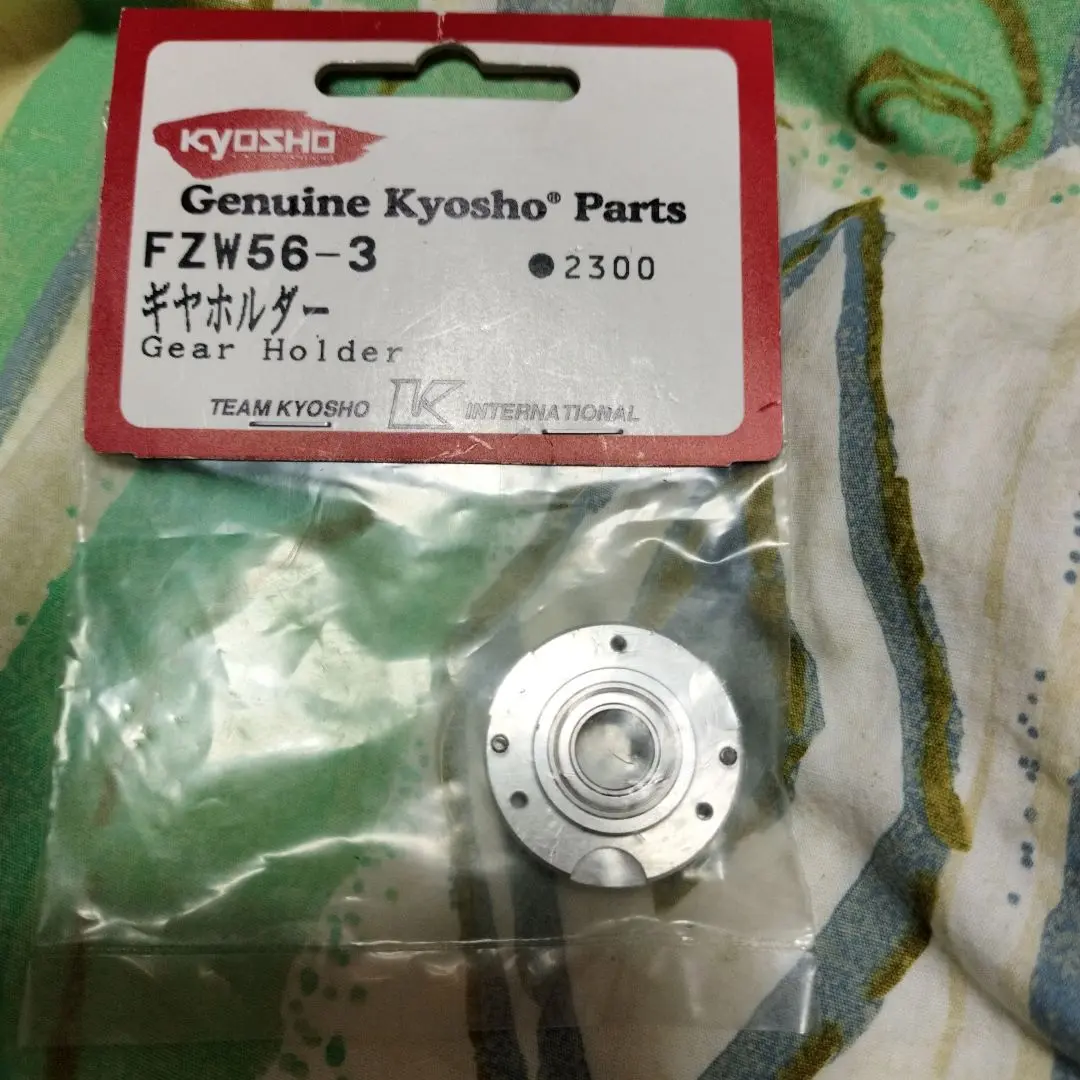 KYOSHO
Genuine Kyosho® Parts
FZW56-3 ●2300
ギヤホルダー
Gear Holder
TEAM KYOSHO K INTERNATIONAL